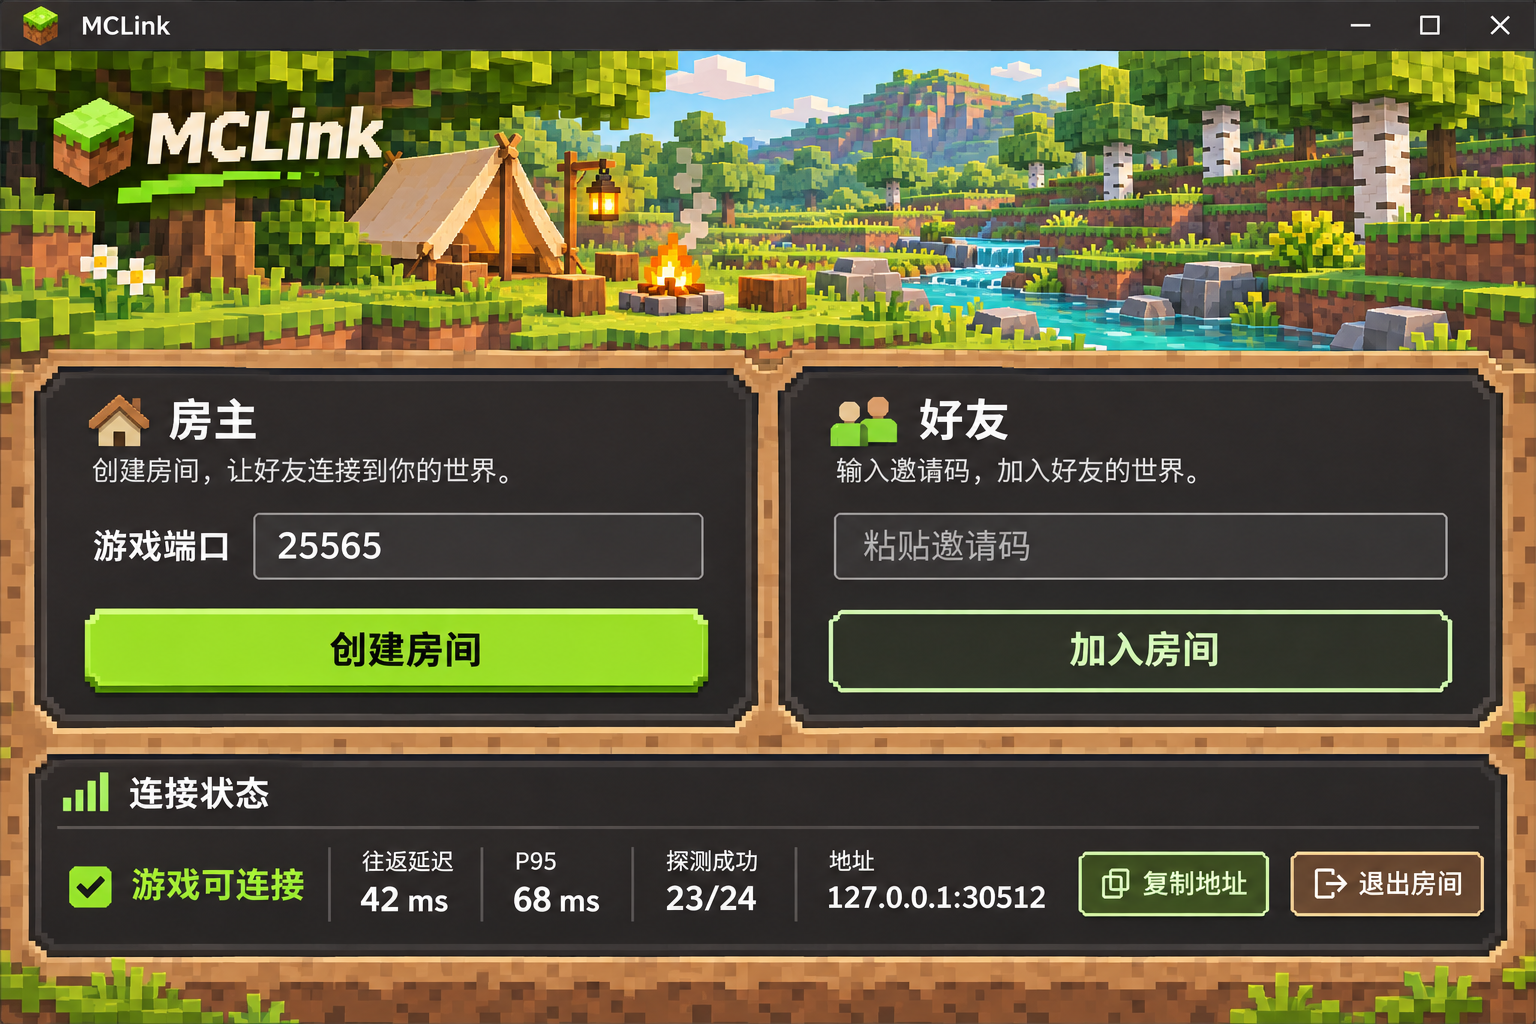 MCLink
MCLink
房主
创建房间，让好友连接到你的世界。
游戏端口
25565
创建房间
好友
输入邀请码，加入好友的世界。
粘贴邀请码
加入房间
连接状态
游戏可连接
往返延迟
42 ms
P95
68 ms
探测成功
23/24
地址
127.0.0.1:30512
复制地址
退出房间